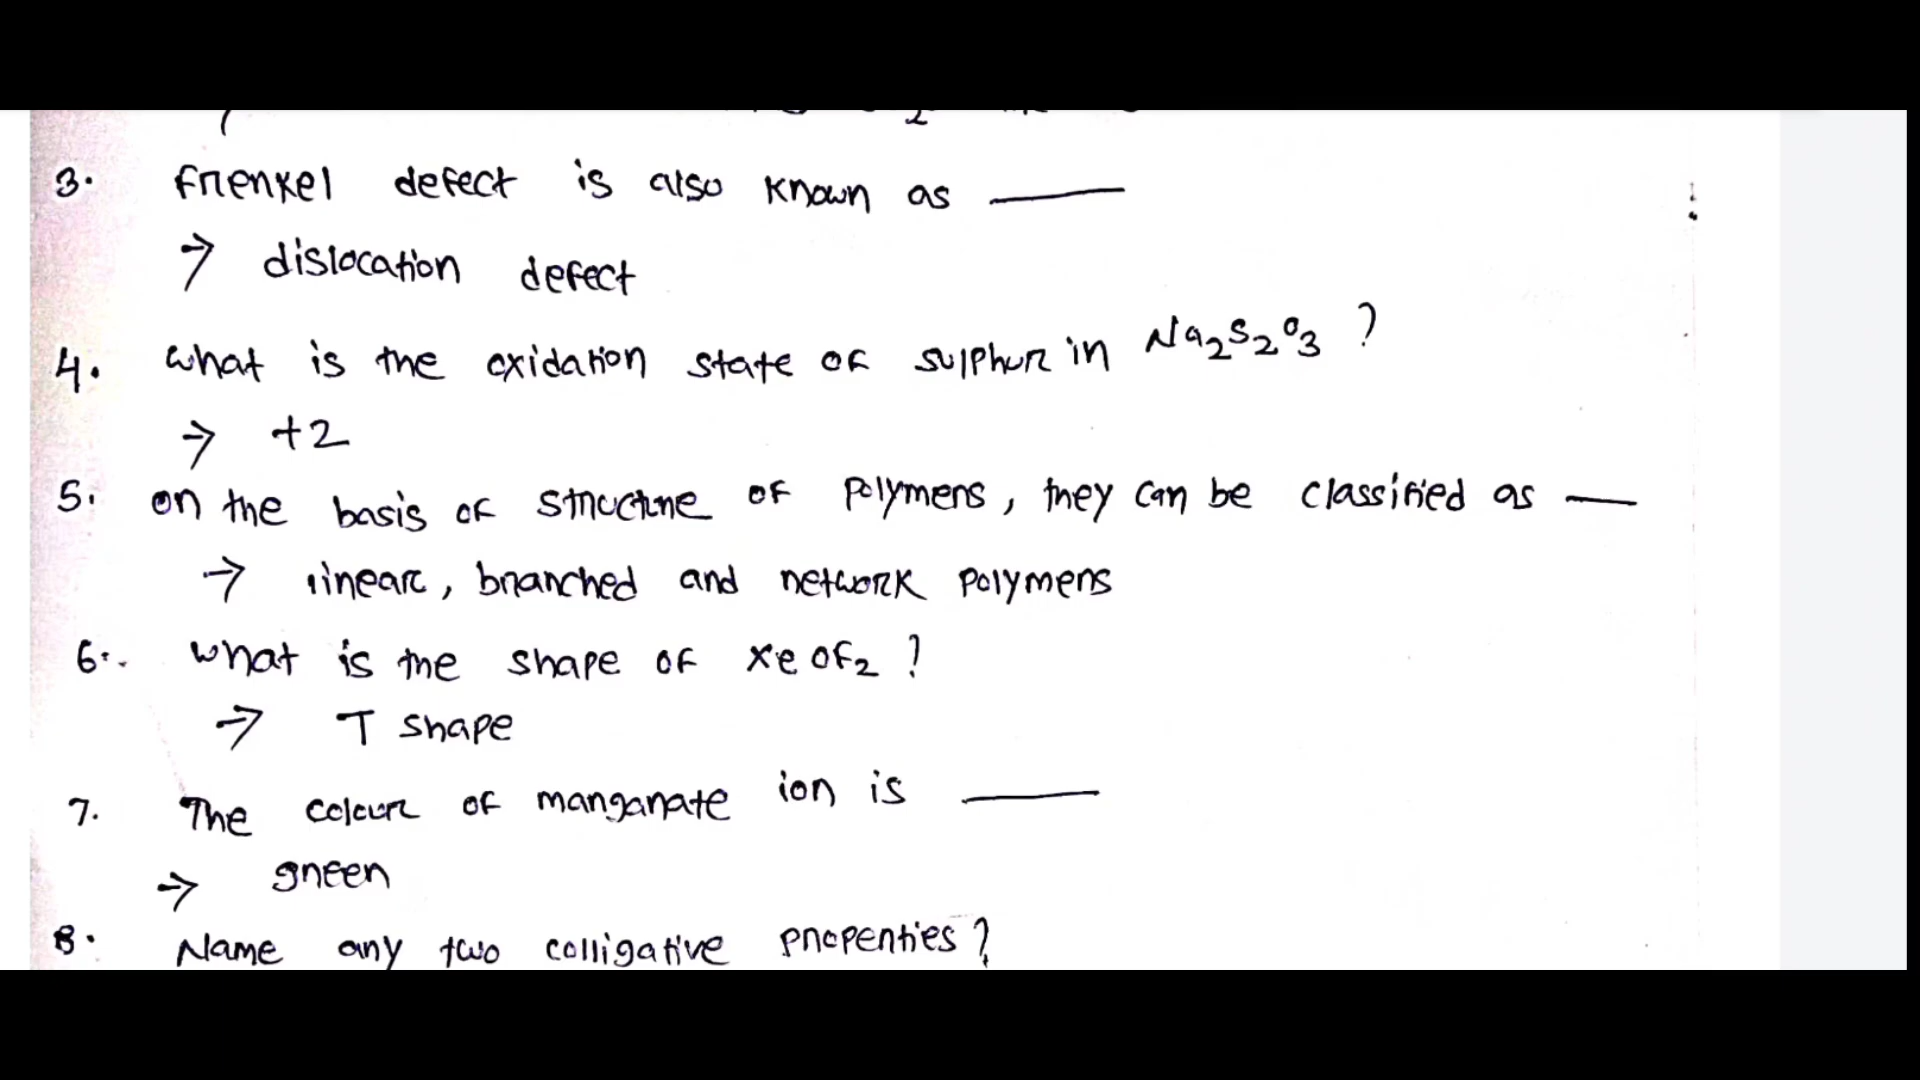 3. Frenkel defect is also known as ——
→ dislocation defect
4. What is the oxidation state of sulphur in Na2S2O3 ?
→ +2
5. on the basis of structure of polymers, they can be classified as —
→ linear, branched and network polymers
6. What is the shape of XeOF2 ?
→ T shape
7. The colour of manganate ion is ——
→ green
8. Name any two colligative properties ?